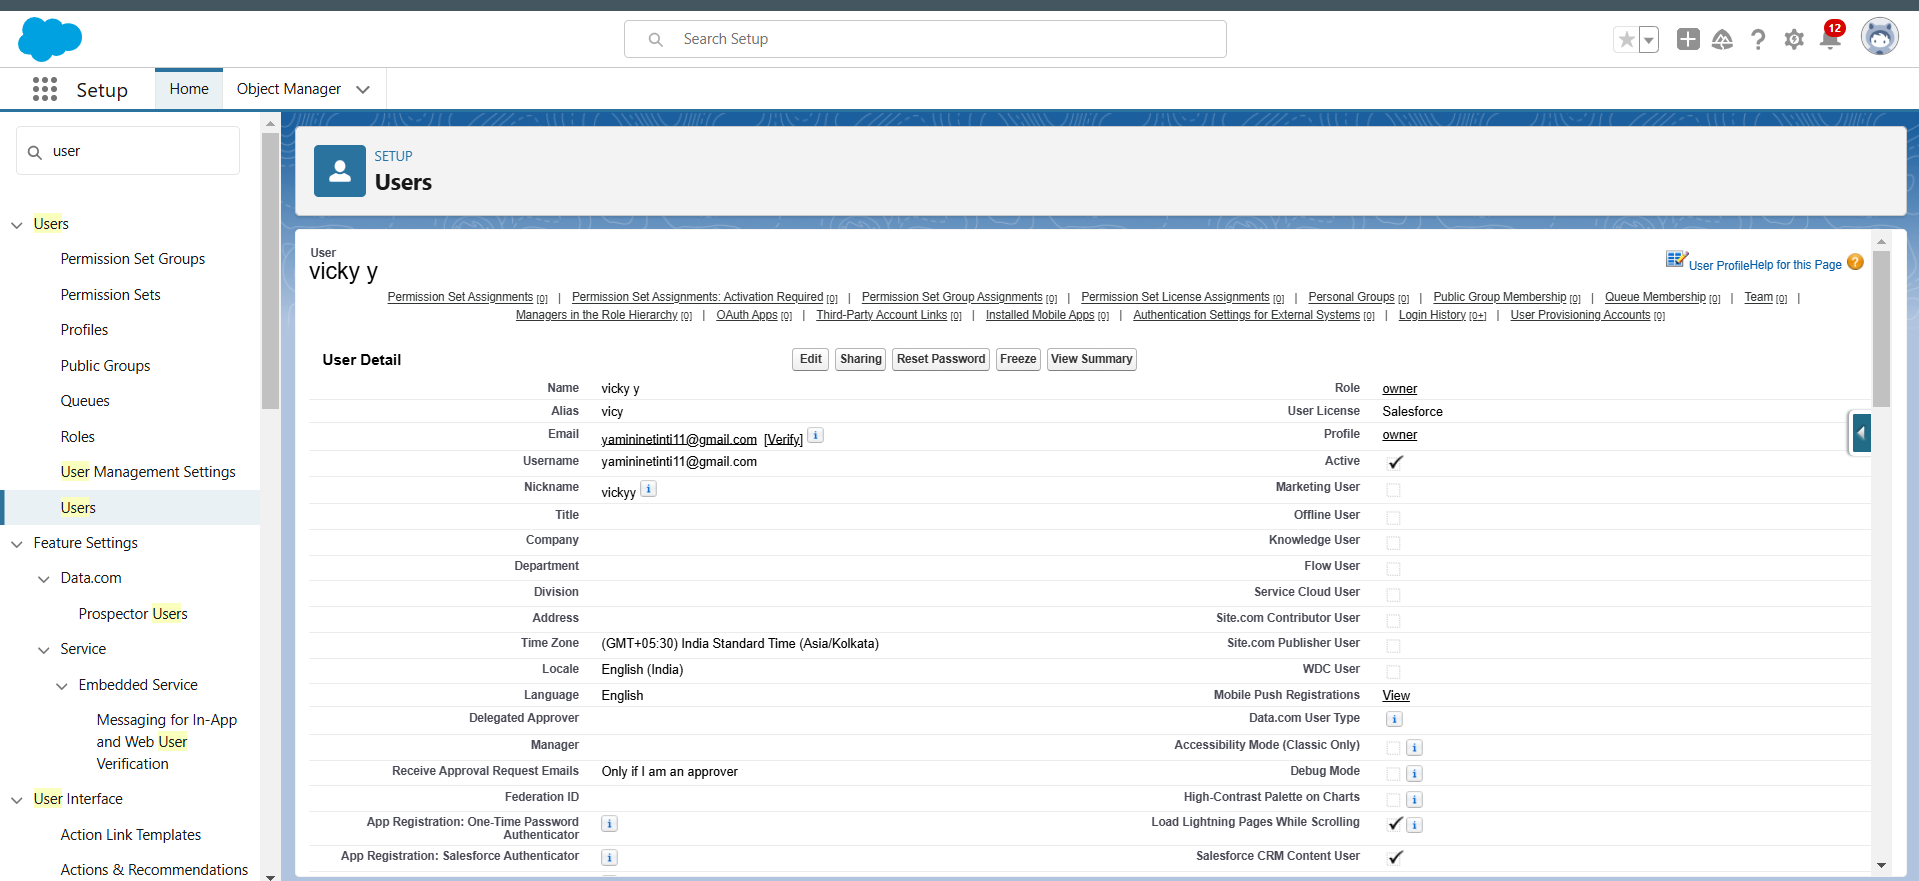 Search Setup
12
Setup
Home
Object Manager
user
Users
Permission Set Groups
Permission Sets
Profiles
Public Groups
Queues
Roles
User Management Settings
Users
Feature Settings
Data.com
Prospector Users
Service
Embedded Service
Messaging for In-App
and Web User
Verification
User Interface
Action Link Templates
Actions & Recommendations
SETUP
Users
User
vicky y
User Profile Help for this Page ?
Permission Set Assignments [0] | Permission Set Assignments: Activation Required [0] | Permission Set Group Assignments [0] | Permission Set License Assignments [0] | Personal Groups [0] | Public Group Membership [0] | Queue Membership [0] | Team [0] |
Managers in the Role Hierarchy [0] | OAuth Apps [0] | Third-Party Account Links [0] | Installed Mobile Apps [0] | Authentication Settings for External Systems [0] | Login History [0+] | User Provisioning Accounts [0]
User Detail
Edit Sharing Reset Password Freeze View Summary
Name vicky y Role owner
Alias vicy User License Salesforce
Email yamininetinti11@gmail.com [Verify] i Profile owner
Username yamininetinti11@gmail.com Active
Nickname vickyy i Marketing User
Title Offline User
Company Knowledge User
Department Flow User
Division Service Cloud User
Address Site.com Contributor User
Time Zone (GMT+05:30) India Standard Time (Asia/Kolkata) Site.com Publisher User
Locale English (India) WDC User
Language English Mobile Push Registrations View
Delegated Approver Data.com User Type i
Manager Accessibility Mode (Classic Only) i
Receive Approval Request Emails Only if I am an approver Debug Mode i
Federation ID High-Contrast Palette on Charts i
App Registration: One-Time Password i Load Lightning Pages While Scrolling i
Authenticator
App Registration: Salesforce Authenticator i Salesforce CRM Content User